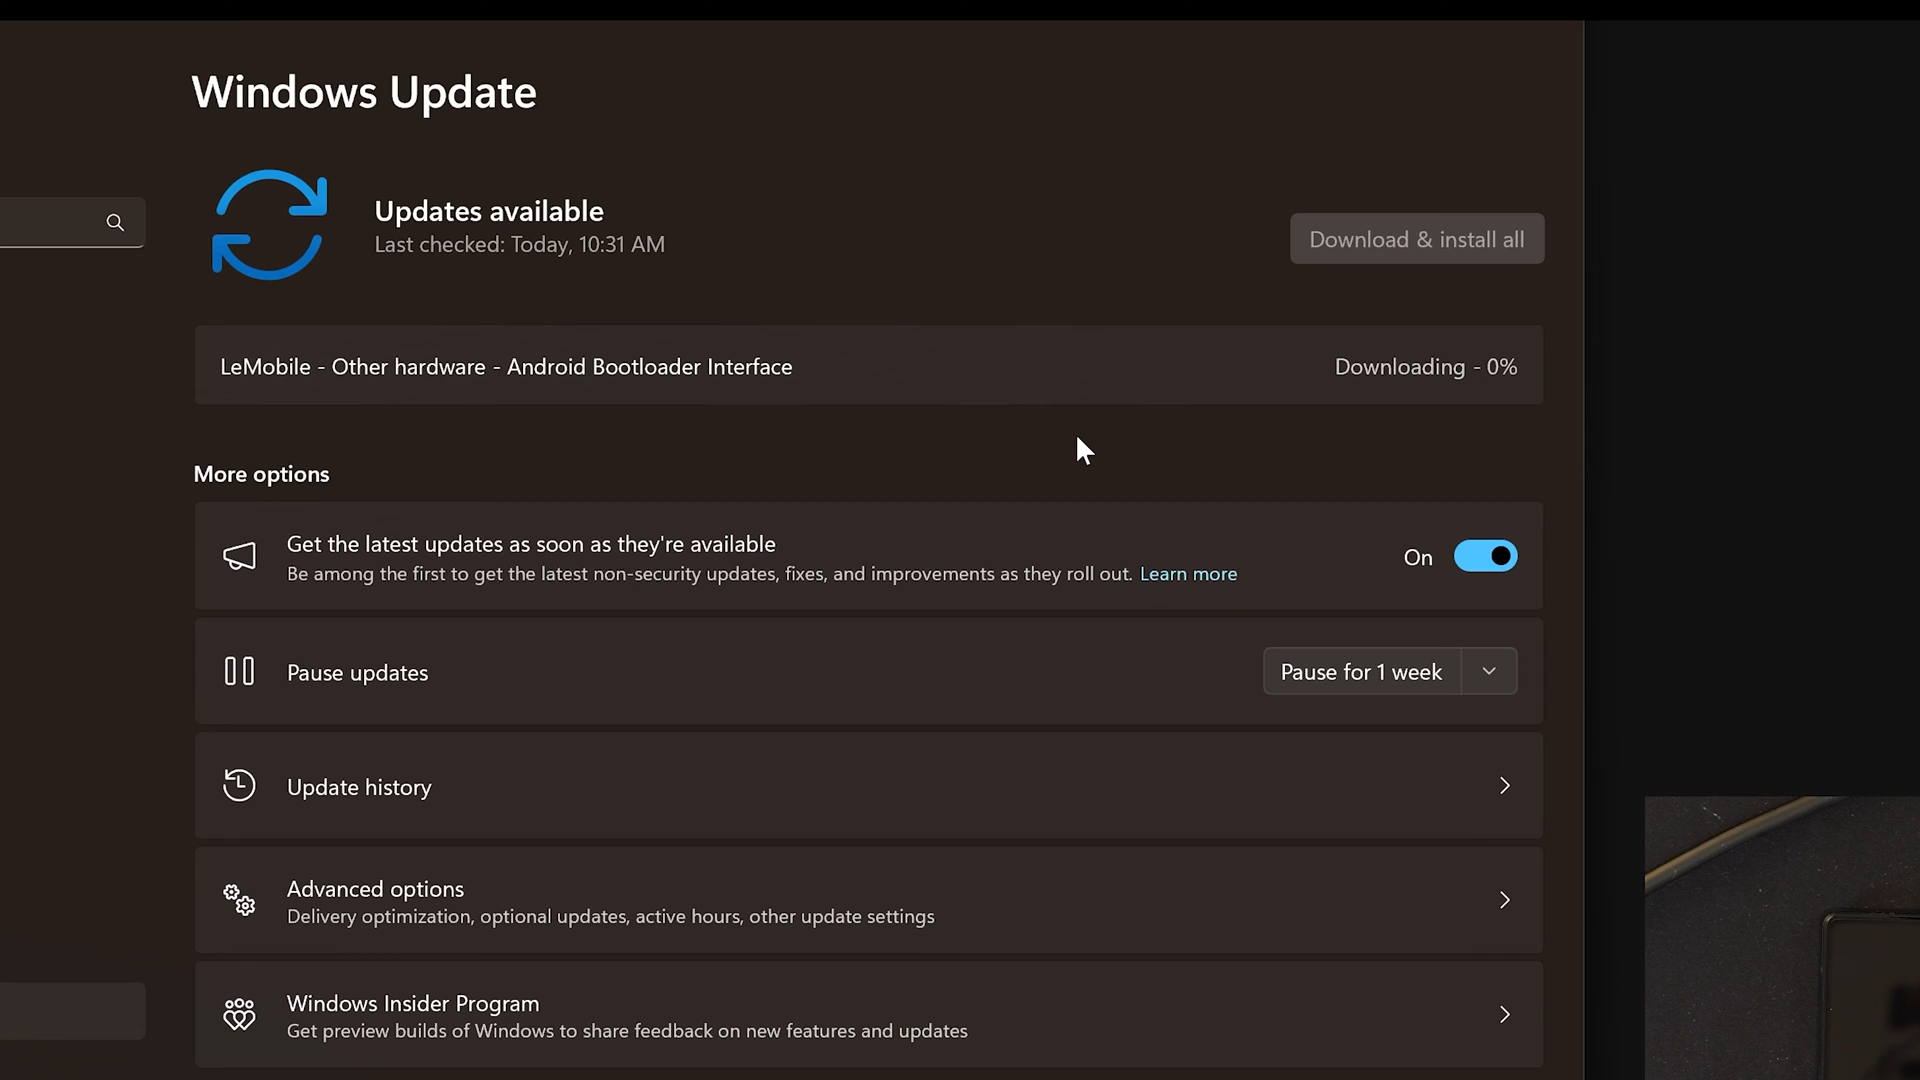 Windows Update
Updates available
Last checked: Today, 10:31 AM
Download & install all
LeMobile - Other hardware - Android Bootloader Interface
Downloading - 0%
More options
Get the latest updates as soon as they're available
Be among the first to get the latest non-security updates, fixes, and improvements as they roll out. Learn more
On
Pause updates
Pause for 1 week
Update history
Advanced options
Delivery optimization, optional updates, active hours, other update settings
Windows Insider Program
Get preview builds of Windows to share feedback on new features and updates